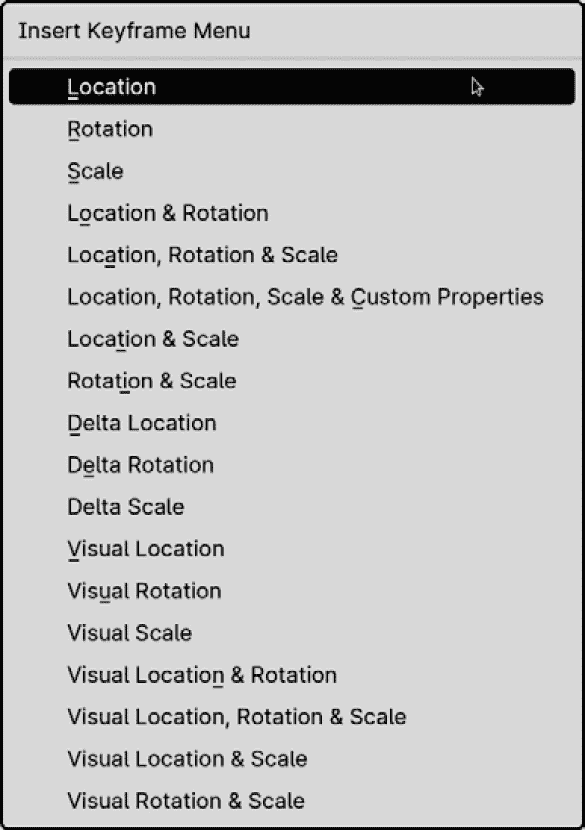 Insert Keyframe Menu
Location
Rotation
Scale
Location & Rotation
Location, Rotation & Scale
Location, Rotation, Scale & Custom Properties
Location & Scale
Rotation & Scale
Delta Location
Delta Rotation
Delta Scale
Visual Location
Visual Rotation
Visual Scale
Visual Location & Rotation
Visual Location, Rotation & Scale
Visual Location & Scale
Visual Rotation & Scale